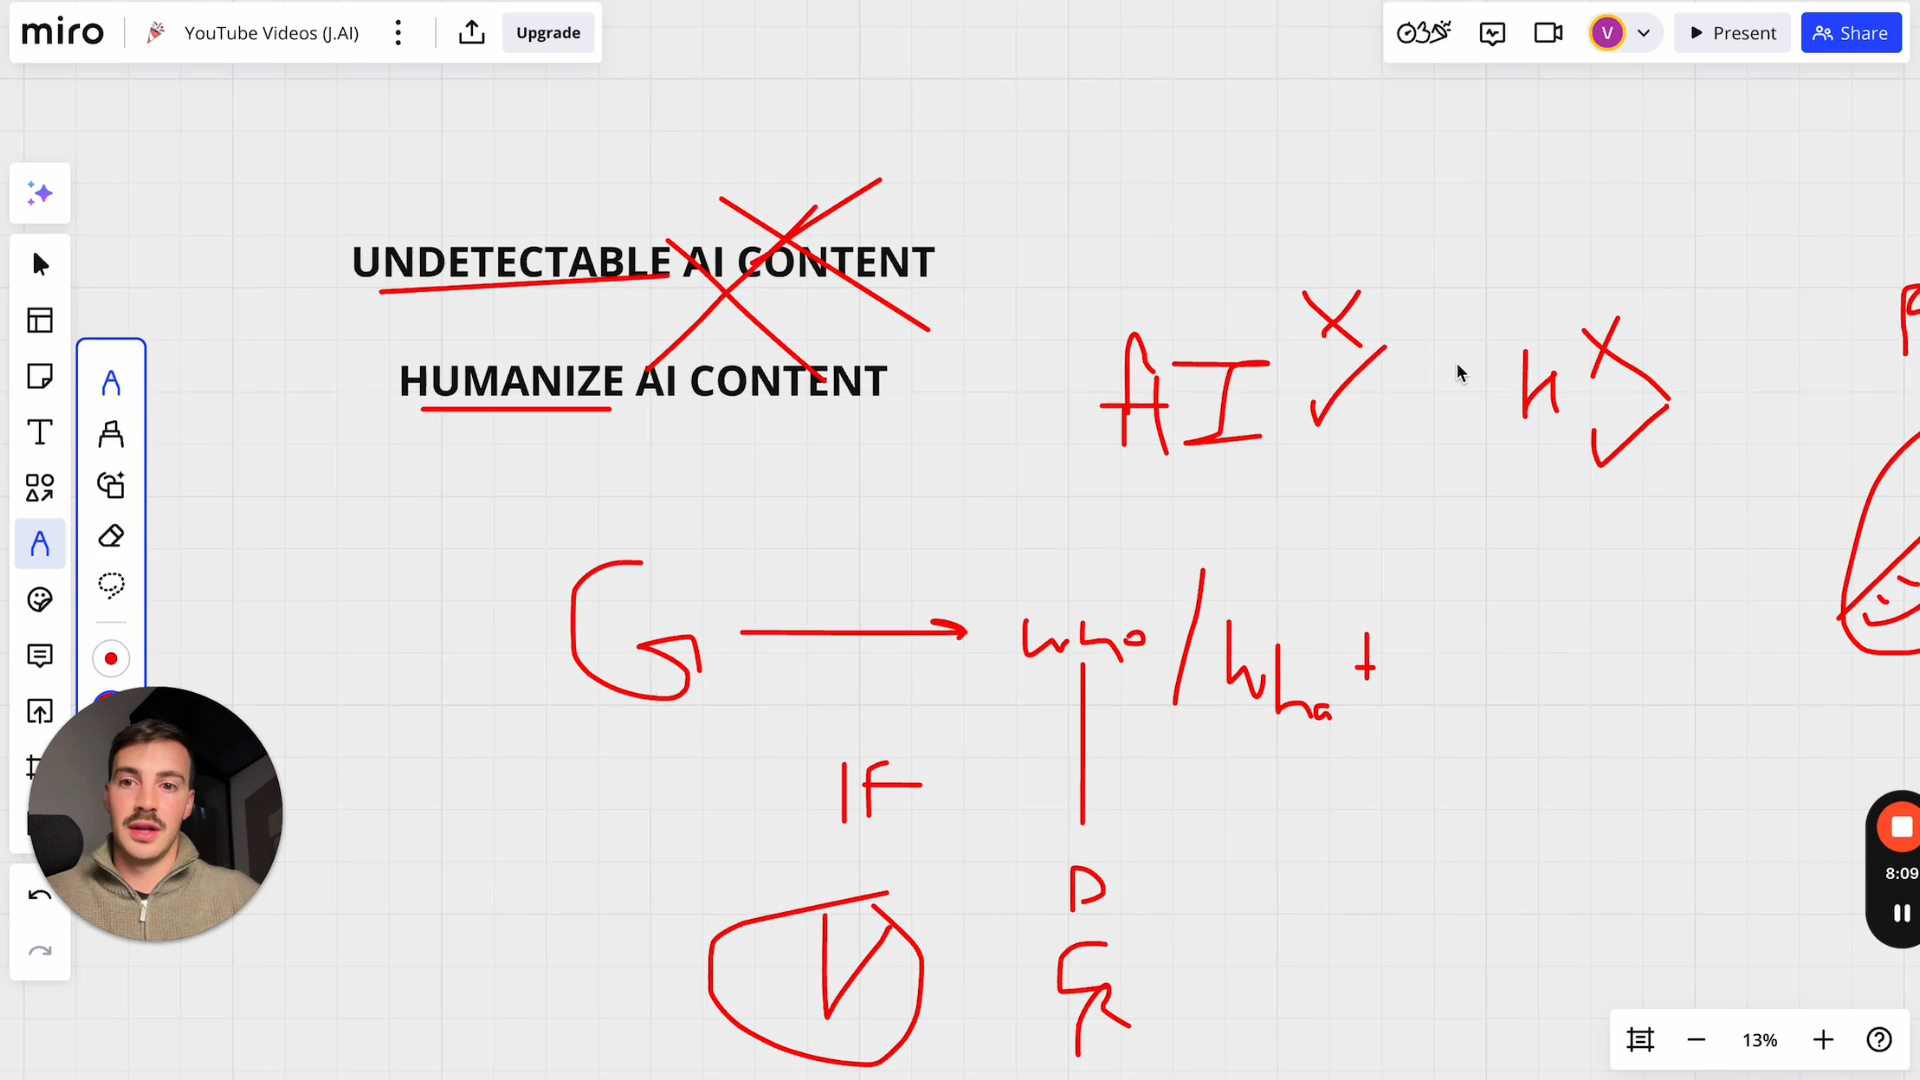 miro YouTube Videos (J.AI) Upgrade
V Present Share
UNDETECTABLE AI CONTENT
HUMANIZE AI CONTENT
AI H
G who / what
IF
D
8:09
13%